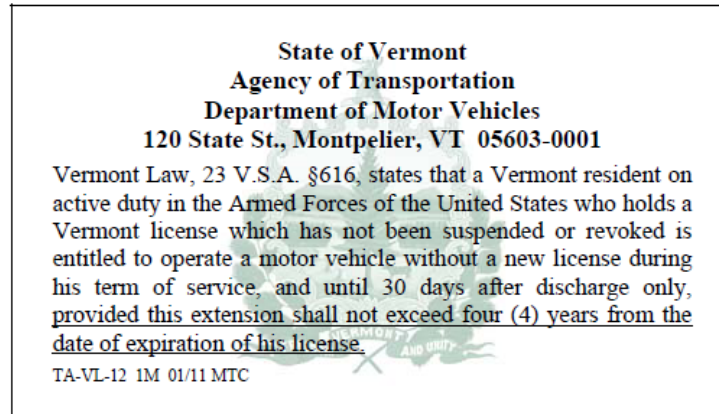 State of Vermont
Agency of Transportation
Department of Motor Vehicles
120 State St., Montpelier, VT  05603-0001
Vermont Law, 23 V.S.A. §616, states that a Vermont resident on
active duty in the Armed Forces of the United States who holds a
Vermont license which has not been suspended or revoked is
entitled to operate a motor vehicle without a new license during
his term of service, and until 30 days after discharge only,
provided this extension shall not exceed four (4) years from the
date of expiration of his license.
VERMONT
AND UNITY
TA-VL-12  1M  01/11 MTC